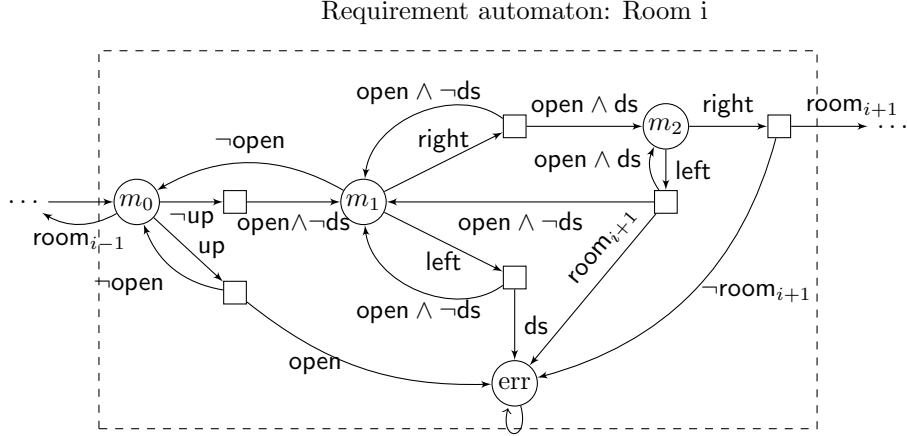 Requirement automaton: Room i
open ∧ ¬ds
open ∧ ds
right
room_{i+1}
¬open
right
m_2
open ∧ ds
left
⋯
m_0
¬up
open∧¬ds
m_1
open ∧ ¬ds
room_{i−1}
up
left
room_{i+1}
¬open
open ∧ ¬ds
¬room_{i+1}
ds
open
err
⋯